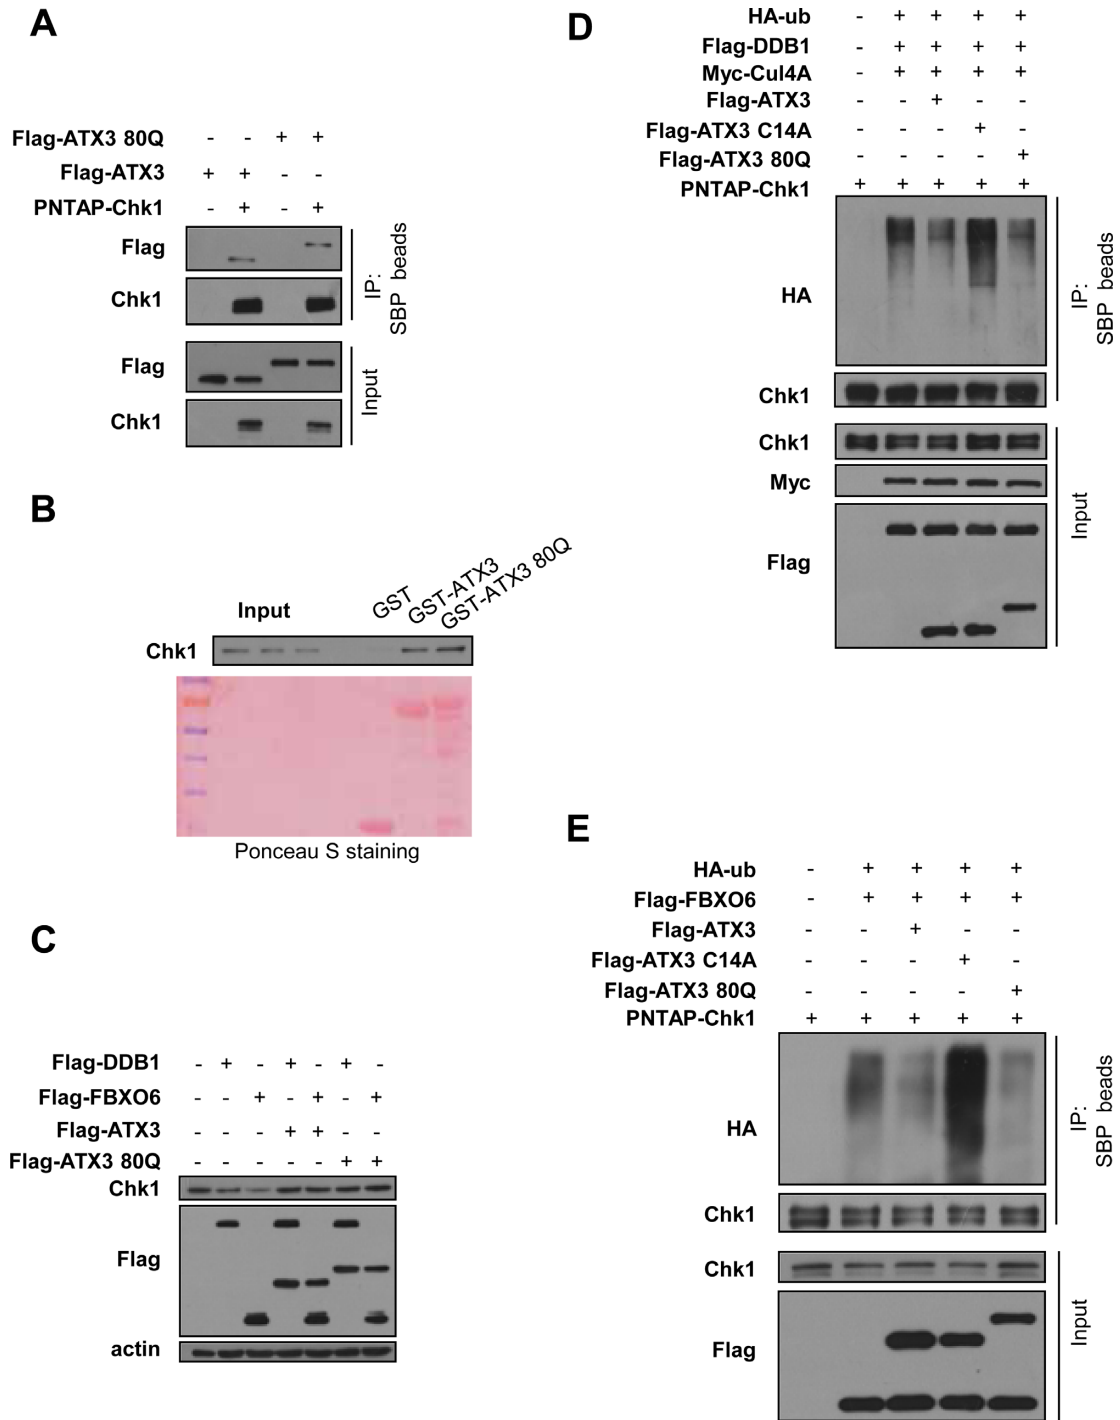 A
Flag-ATX3 80Q - - + +
Flag-ATX3 + + - -
PNTAP-Chk1 - + - +
Flag
Chk1
IP:
SBP beads
Flag
Chk1
Input
B
Input
GST
GST-ATX3
GST-ATX3 80Q
Chk1
Ponceau S staining
C
Flag-DDB1 - + - + - + -
Flag-FBXO6 - - + - + - +
Flag-ATX3 - - - + + - -
Flag-ATX3 80Q - - - - - + +
Chk1
Flag
actin
D
HA-ub - + + + +
Flag-DDB1 - + + + +
Myc-Cul4A - + + + +
Flag-ATX3 - - + - -
Flag-ATX3 C14A - - - + -
Flag-ATX3 80Q - - - - +
PNTAP-Chk1 + + + + +
HA
Chk1
IP:
SBP beads
Chk1
Myc
Flag
Input
E
HA-ub - + + + +
Flag-FBXO6 - + + + +
Flag-ATX3 - - + - -
Flag-ATX3 C14A - - - + -
Flag-ATX3 80Q - - - - +
PNTAP-Chk1 + + + + +
HA
Chk1
IP:
SBP beads
Chk1
Flag
Input